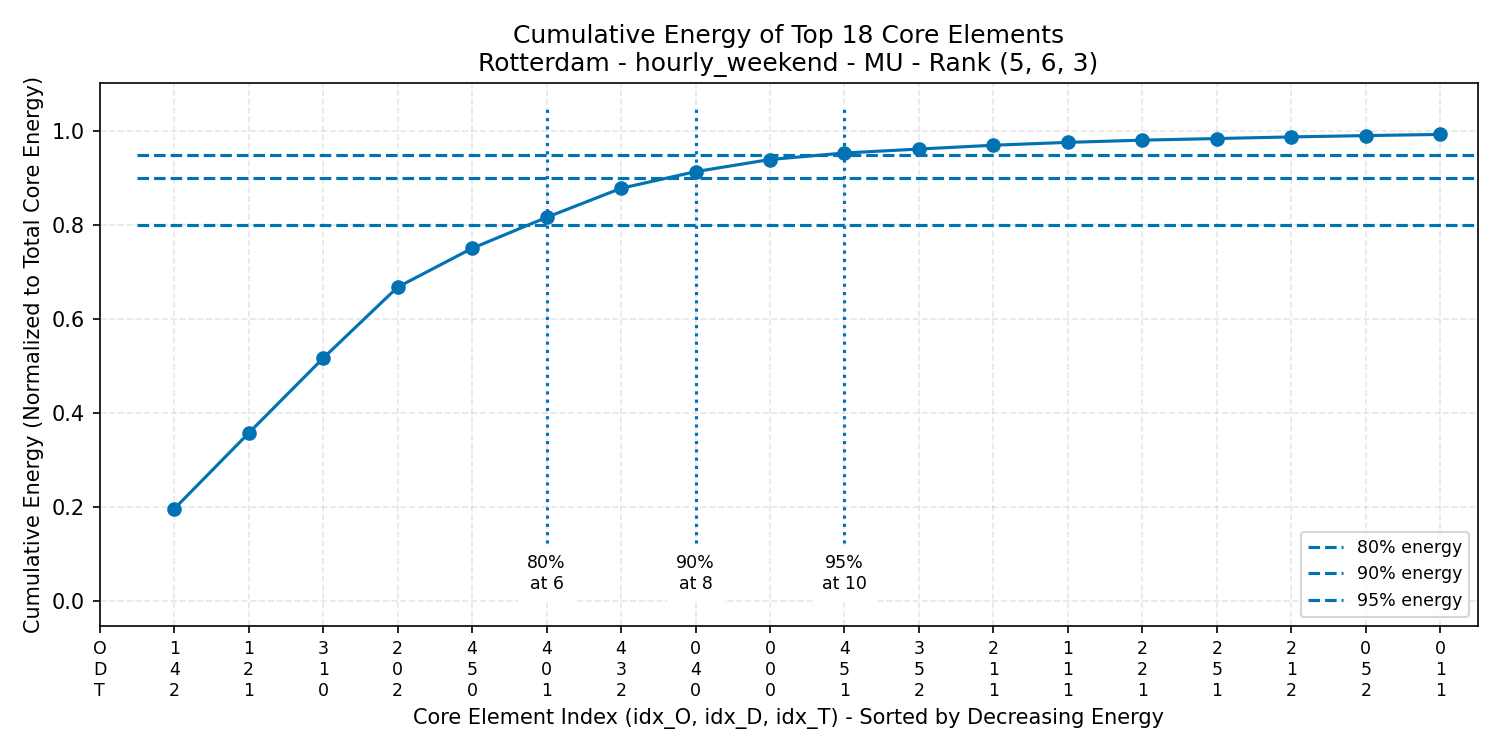 Cumulative Energy of Top 18 Core Elements
Rotterdam - hourly_weekend - MU - Rank (5, 6, 3)
Cumulative Energy (Normalized to Total Core Energy)
1.0
0.8
0.6
0.4
0.2
0.0
80%
at 6
90%
at 8
95%
at 10
80% energy
90% energy
95% energy
O 1 1 3 2 4 4 4 0 0 4 3 2 1 2 2 2 0 0
D 4 2 1 0 5 0 3 4 0 5 5 1 1 2 5 1 5 1
T 2 1 0 2 0 1 2 0 0 1 2 1 1 1 1 2 2 1
Core Element Index (idx_O, idx_D, idx_T) - Sorted by Decreasing Energy